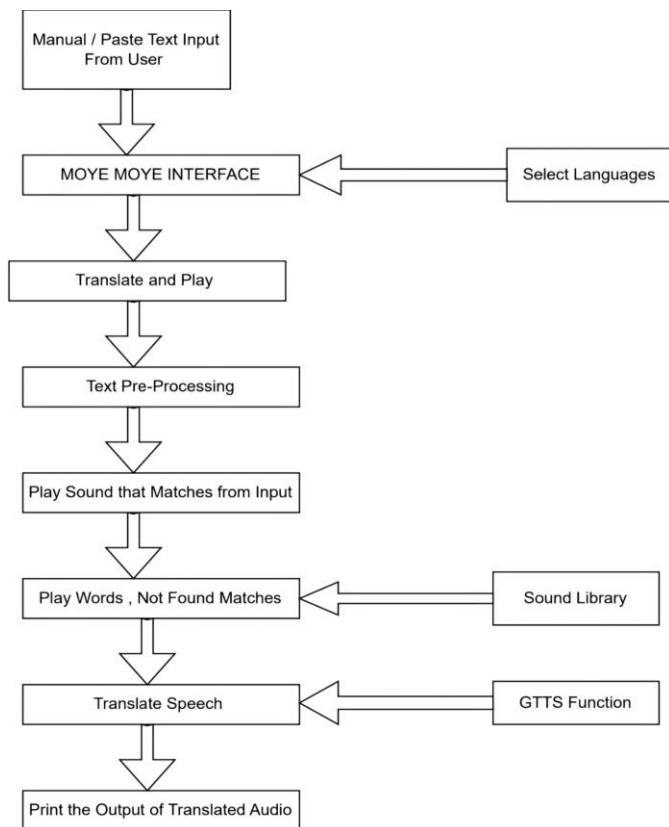 Manual / Paste Text Input
From User
MOYE MOYE INTERFACE
Select Languages
Translate and Play
Text Pre-Processing
Play Sound that Matches from Input
Play Words , Not Found Matches
Sound Library
Translate Speech
GTTS Function
Print the Output of Translated Audio